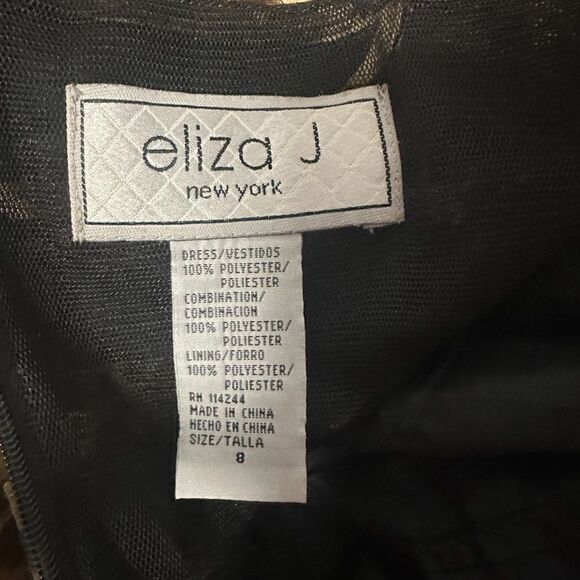 eliza J
new york
DRESS/VESTIDOS
100% POLYESTER/
POLIESTER
COMBINATION/
COMBINACION
100% POLYESTER/
POLIESTER
LINING/FORRO
100% POLYESTER/
POLIESTER
RN 114244
MADE IN CHINA
HECHO EN CHINA
SIZE/TALLA
8